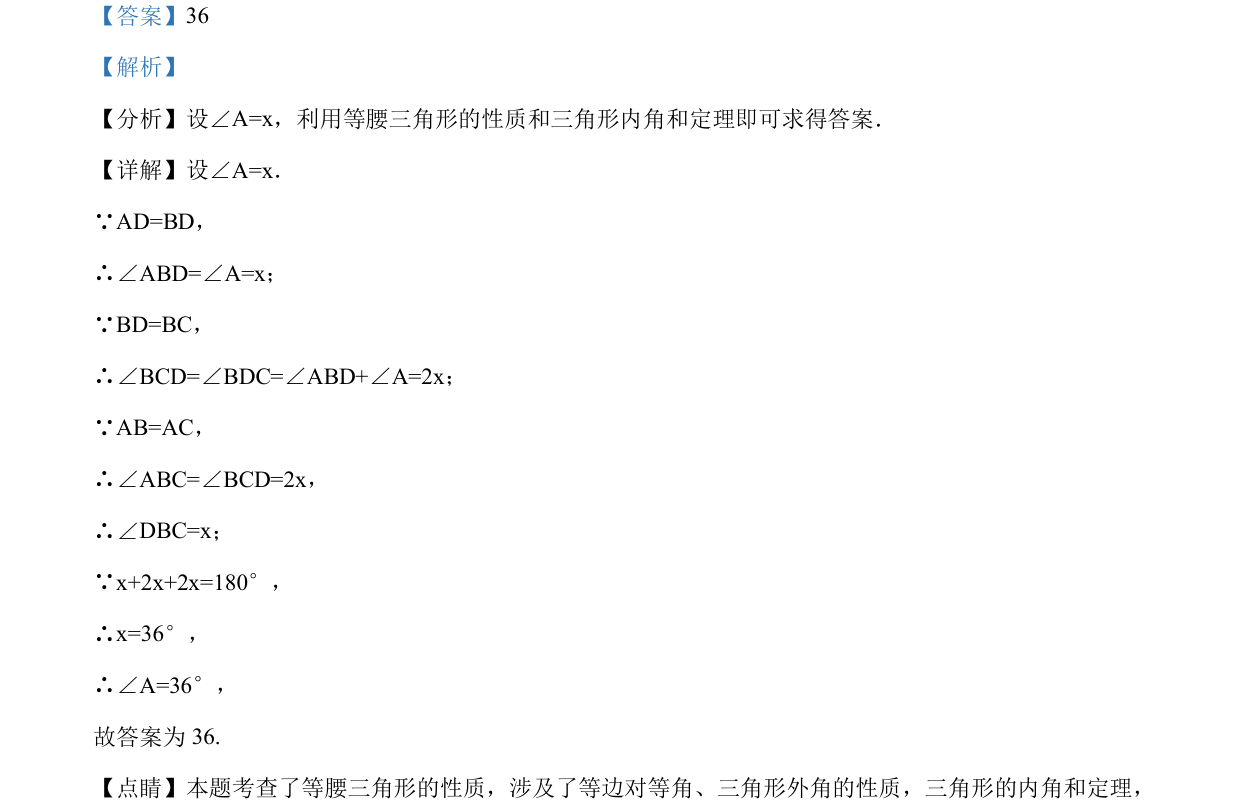 【答案】36
【解析】
【分析】设∠A=x，利用等腰三角形的性质和三角形内角和定理即可求得答案．
【详解】设∠A=x．
∵AD=BD，
∴∠ABD=∠A=x；
∵BD=BC，
∴∠BCD=∠BDC=∠ABD+∠A=2x；
∵AB=AC，
∴∠ABC=∠BCD=2x，
∴∠DBC=x；
∵x+2x+2x=180°，
∴x=36°，
∴∠A=36°，
故答案为 36.
【点睛】本题考查了等腰三角形的性质，涉及了等边对等角、三角形外角的性质，三角形的内角和定理，